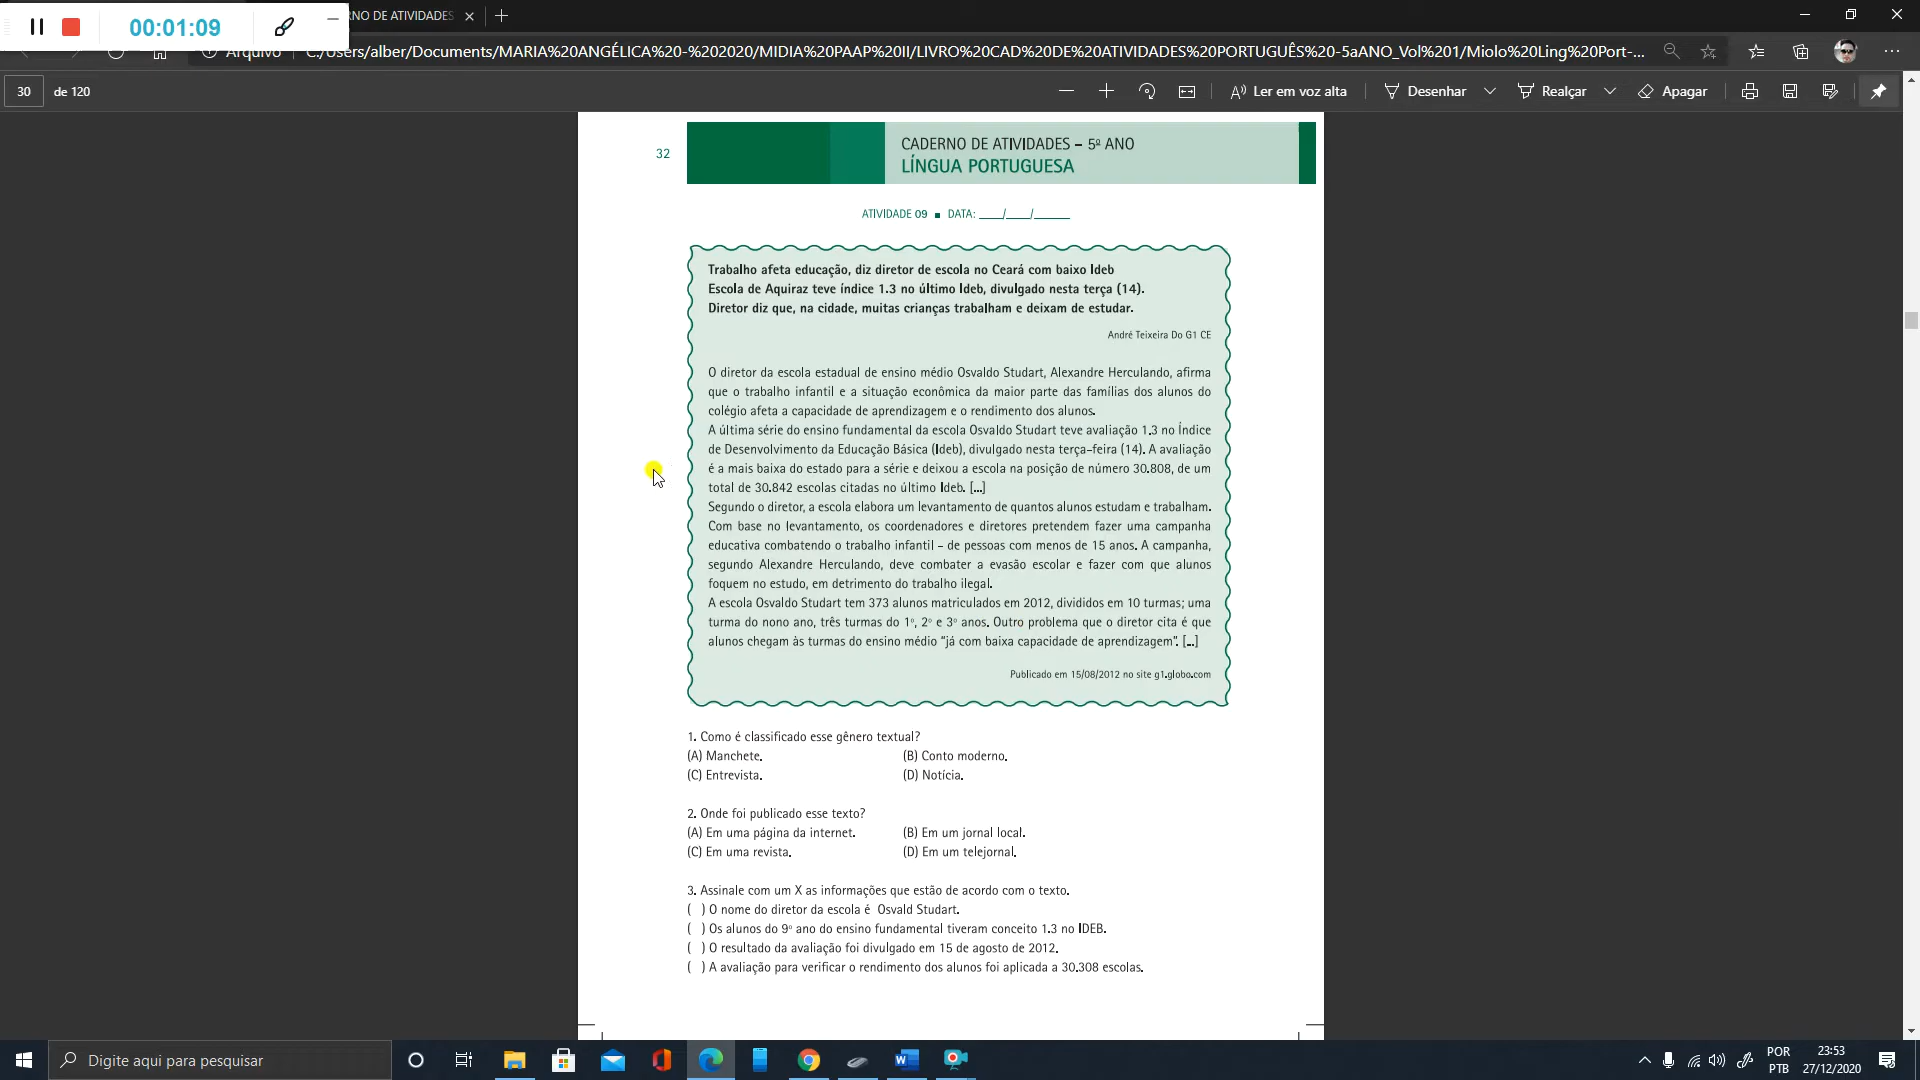 00:01:09
RNO DE ATIVIDADES
Arquivo
C:/Users/alber/Documents/MARIA%20ANGÉLICA%20-%202020/MIDIA%20PAAP%20II/LIVRO%20CAD%20DE%20ATIVIDADES%20PORTUGUÊS%20-5aANO_Vol%201/Miolo%20Ling%20Port-...
30 de 120
Ler em voz alta
Desenhar
Realçar
Apagar
32
CADERNO DE ATIVIDADES – 5º ANO
LÍNGUA PORTUGUESA
ATIVIDADE 09 ■ DATA: ____/____/______
Trabalho afeta educação, diz diretor de escola no Ceará com baixo Ideb
Escola de Aquiraz teve índice 1.3 no último Ideb, divulgado nesta terça (14).
Diretor diz que, na cidade, muitas crianças trabalham e deixam de estudar.
André Teixeira Do G1 CE
O diretor da escola estadual de ensino médio Osvaldo Studart, Alexandre Herculando, afirma
que o trabalho infantil e a situação econômica da maior parte das famílias dos alunos do
colégio afeta a capacidade de aprendizagem e o rendimento dos alunos.
A última série do ensino fundamental da escola Osvaldo Studart teve avaliação 1.3 no Índice
de Desenvolvimento da Educação Básica (Ideb), divulgado nesta terça-feira (14). A avaliação
é a mais baixa do estado para a série e deixou a escola na posição de número 30.808, de um
total de 30.842 escolas citadas no último Ideb. [...]
Segundo o diretor, a escola elabora um levantamento de quantos alunos estudam e trabalham.
Com base no levantamento, os coordenadores e diretores pretendem fazer uma campanha
educativa combatendo o trabalho infantil – de pessoas com menos de 15 anos. A campanha,
segundo Alexandre Herculando, deve combater a evasão escolar e fazer com que alunos
foquem no estudo, em detrimento do trabalho ilegal.
A escola Osvaldo Studart tem 373 alunos matriculados em 2012, divididos em 10 turmas; uma
turma do nono ano, três turmas do 1º, 2º e 3º anos. Outro problema que o diretor cita é que
alunos chegam às turmas do ensino médio "já com baixa capacidade de aprendizagem". [...]
Publicado em 15/08/2012 no site g1.globo.com
1. Como é classificado esse gênero textual?
(A) Manchete. (B) Conto moderno.
(C) Entrevista. (D) Notícia.
2. Onde foi publicado esse texto?
(A) Em uma página da internet. (B) Em um jornal local.
(C) Em uma revista. (D) Em um telejornal.
3. Assinale com um X as informações que estão de acordo com o texto.
( ) O nome do diretor da escola é Osvald Studart.
( ) Os alunos do 9º ano do ensino fundamental tiveram conceito 1.3 no IDEB.
( ) O resultado da avaliação foi divulgado em 15 de agosto de 2012.
( ) A avaliação para verificar o rendimento dos alunos foi aplicada a 30.308 escolas.
Digite aqui para pesquisar
POR
PTB
23:53
27/12/2020